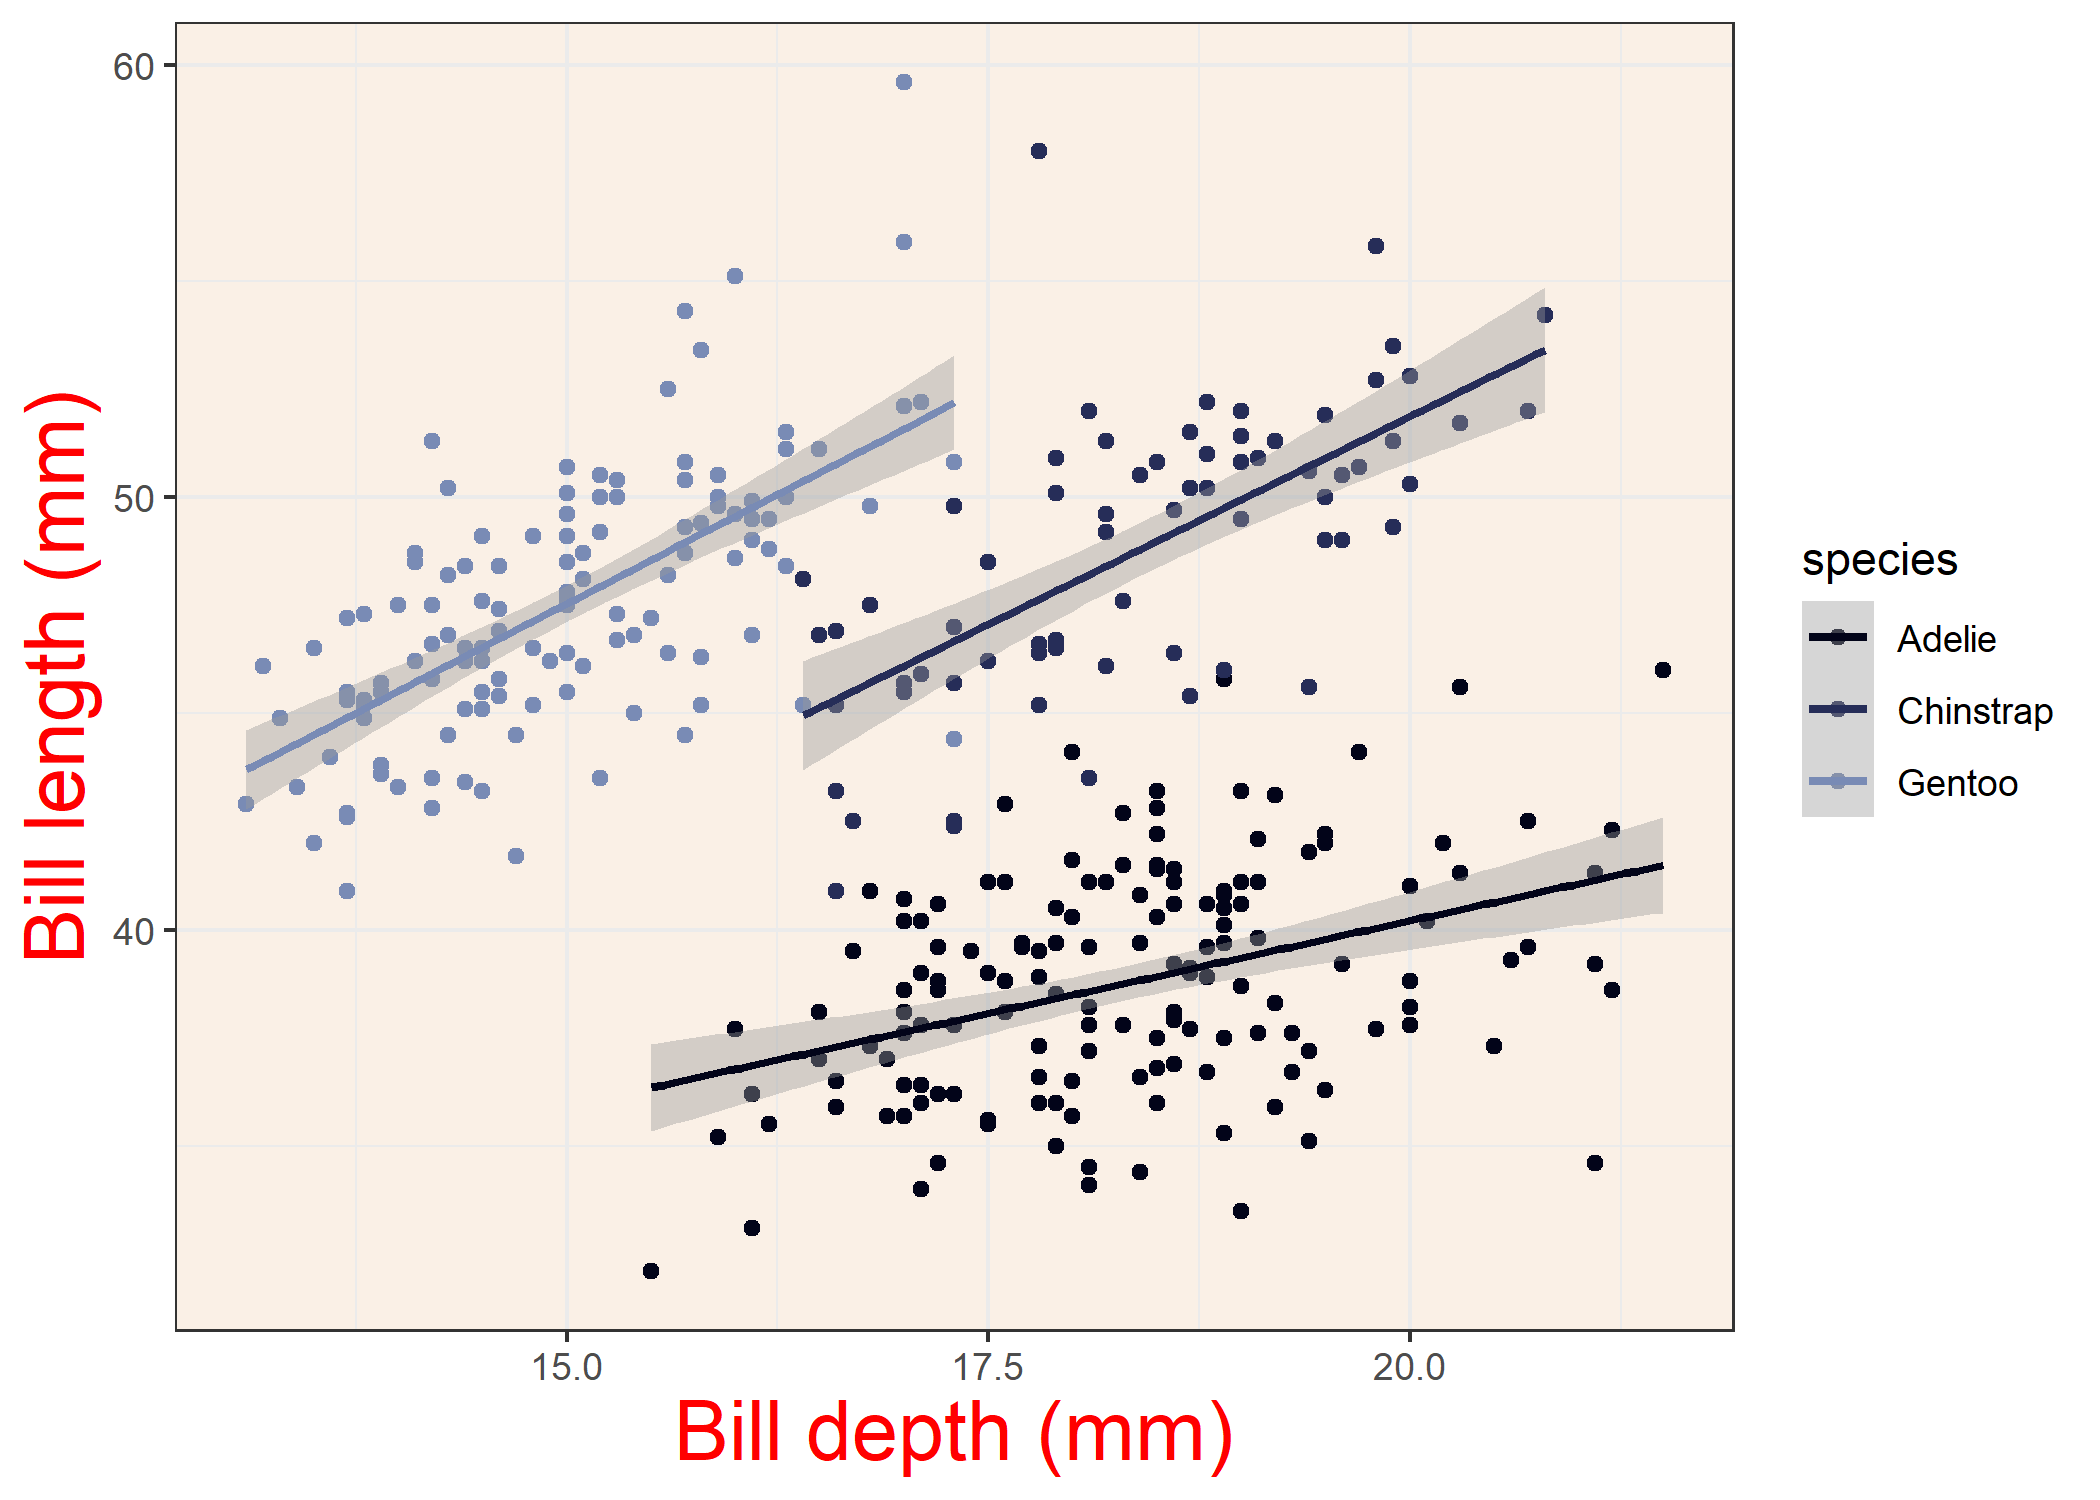 60
50
40
Bill length (mm)
15.0 17.5 20.0
Bill depth (mm)
species
Adelie
Chinstrap
Gentoo